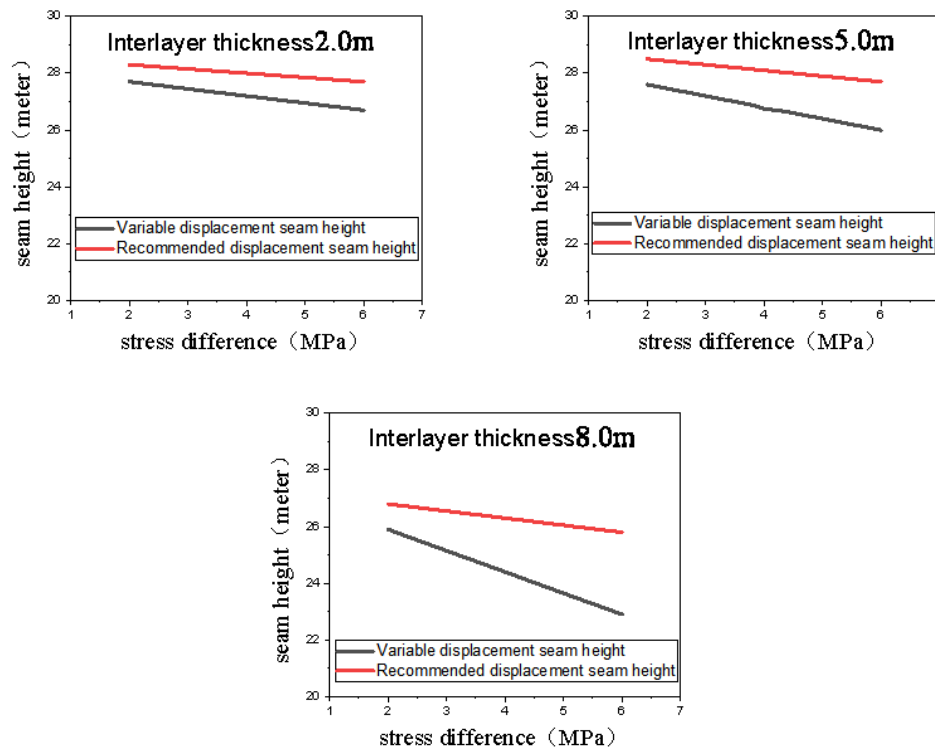 Interlayer thickness2.0m
30
28
26
24
22
20
seam height（meter）
Variable displacement seam height
Recommended displacement seam height
1 2 3 4 5 6 7
stress difference（MPa）
Interlayer thickness5.0m
30
28
26
24
22
20
seam height（meter）
Variable displacement seam height
Recommended displacement seam height
1 2 3 4 5 6
stress difference（MPa）
Interlayer thickness8.0m
30
28
26
24
22
20
seam height（meter）
Variable displacement seam height
Recommended displacement seam height
1 2 3 4 5 6 7
stress difference（MPa）